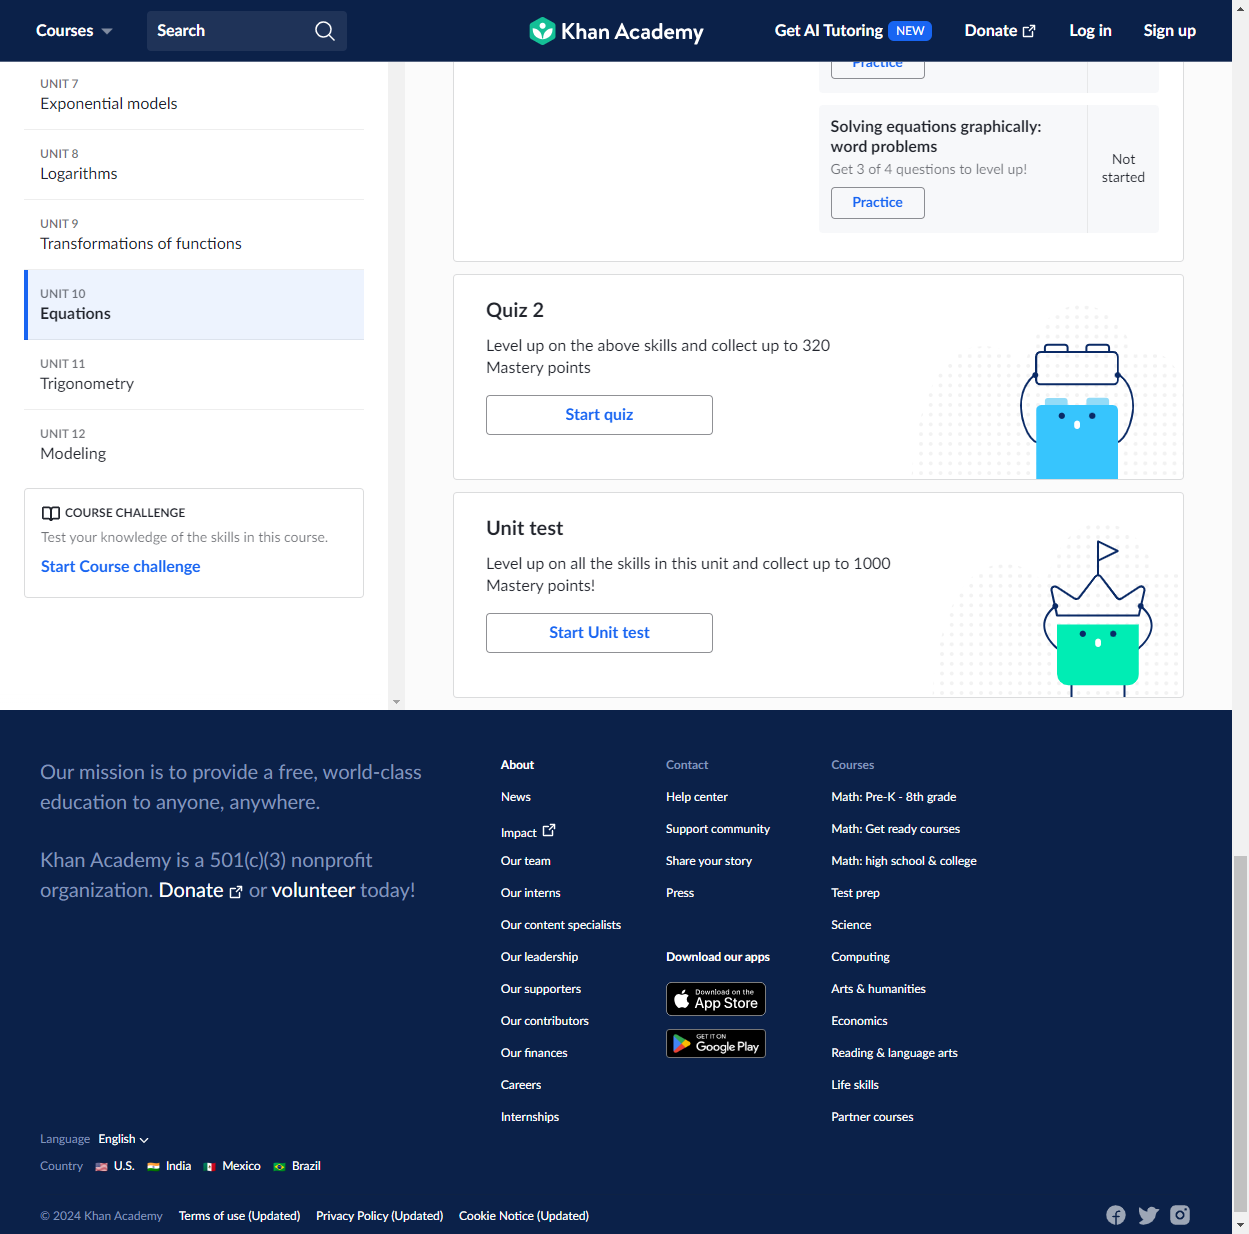 Courses
Search
Khan Academy
Get AI Tutoring NEW
Donate
Log in
Sign up
UNIT 7
Exponential models
UNIT 8
Logarithms
UNIT 9
Transformations of functions
UNIT 10
Equations
UNIT 11
Trigonometry
UNIT 12
Modeling
COURSE CHALLENGE
Test your knowledge of the skills in this course.
Start Course challenge
Practice
Solving equations graphically:
word problems
Get 3 of 4 questions to level up!
Practice
Not
started
Quiz 2
Level up on the above skills and collect up to 320
Mastery points
Start quiz
Unit test
Level up on all the skills in this unit and collect up to 1000
Mastery points!
Start Unit test
Our mission is to provide a free, world-class
education to anyone, anywhere.
Khan Academy is a 501(c)(3) nonprofit
organization. Donate or volunteer today!
About
News
Impact
Our team
Our interns
Our content specialists
Our leadership
Our supporters
Our contributors
Our finances
Careers
Internships
Contact
Help center
Support community
Share your story
Press
Download our apps
Download on the
App Store
GET IT ON
Google Play
Courses
Math: Pre-K - 8th grade
Math: Get ready courses
Math: high school & college
Test prep
Science
Computing
Arts & humanities
Economics
Reading & language arts
Life skills
Partner courses
Language English
Country U.S. India Mexico Brazil
© 2024 Khan Academy Terms of use (Updated) Privacy Policy (Updated) Cookie Notice (Updated)